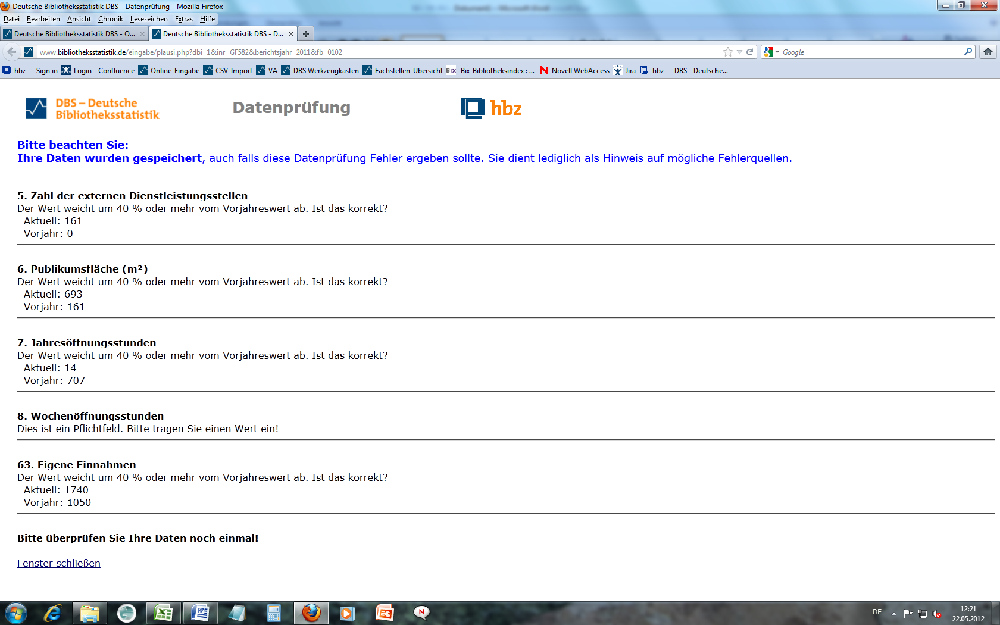 Deutsche Bibliotheksstatistik DBS - Datenprüfung - Mozilla Firefox
Datei Bearbeiten Ansicht Chronik Lesezeichen Extras Hilfe
Deutsche Bibliotheksstatistik DBS - O... Deutsche Bibliotheksstatistik DBS - D...
www.bibliotheksstatistik.de/eingabe/plausi.php?dbi=1&inr=GF582&berichtsjahr=2011&fb=0102 Google
hbz — Sign in Login - Confluence Online-Eingabe CSV-Import VA DBS Werkzeugkasten Fachstellen-Übersicht BIX Bix-Bibliotheksindex : ... N Novell WebAccess Jira hbz — DBS - Deutsche...
DBS – Deutsche
Bibliotheksstatistik
Datenprüfung
hbz
Bitte beachten Sie:
Ihre Daten wurden gespeichert, auch falls diese Datenprüfung Fehler ergeben sollte. Sie dient lediglich als Hinweis auf mögliche Fehlerquellen.
5. Zahl der externen Dienstleistungsstellen
Der Wert weicht um 40 % oder mehr vom Vorjahreswert ab. Ist das korrekt?
Aktuell: 161
Vorjahr: 0
6. Publikumsfläche (m²)
Der Wert weicht um 40 % oder mehr vom Vorjahreswert ab. Ist das korrekt?
Aktuell: 693
Vorjahr: 161
7. Jahresöffnungsstunden
Der Wert weicht um 40 % oder mehr vom Vorjahreswert ab. Ist das korrekt?
Aktuell: 14
Vorjahr: 707
8. Wochenöffnungsstunden
Dies ist ein Pflichtfeld. Bitte tragen Sie einen Wert ein!
63. Eigene Einnahmen
Der Wert weicht um 40 % oder mehr vom Vorjahreswert ab. Ist das korrekt?
Aktuell: 1740
Vorjahr: 1050
Bitte überprüfen Sie Ihre Daten noch einmal!
Fenster schließen
DE
12:21
22.05.2012